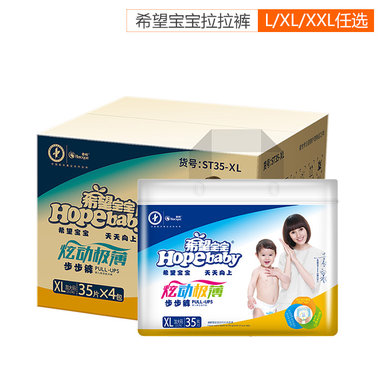 希望宝宝拉拉裤 L/XL/XXL任选
货号:ST35-XL
希望宝宝
Hopebaby
希望宝宝 天天向上
炫动极薄
步步裤 PULL-UPS
XL 35片×4包
ST35-XL
希望宝宝
Hopebaby
希望宝宝 天天向上
炫动极薄
步步裤 PULL-UPS
XL 35片